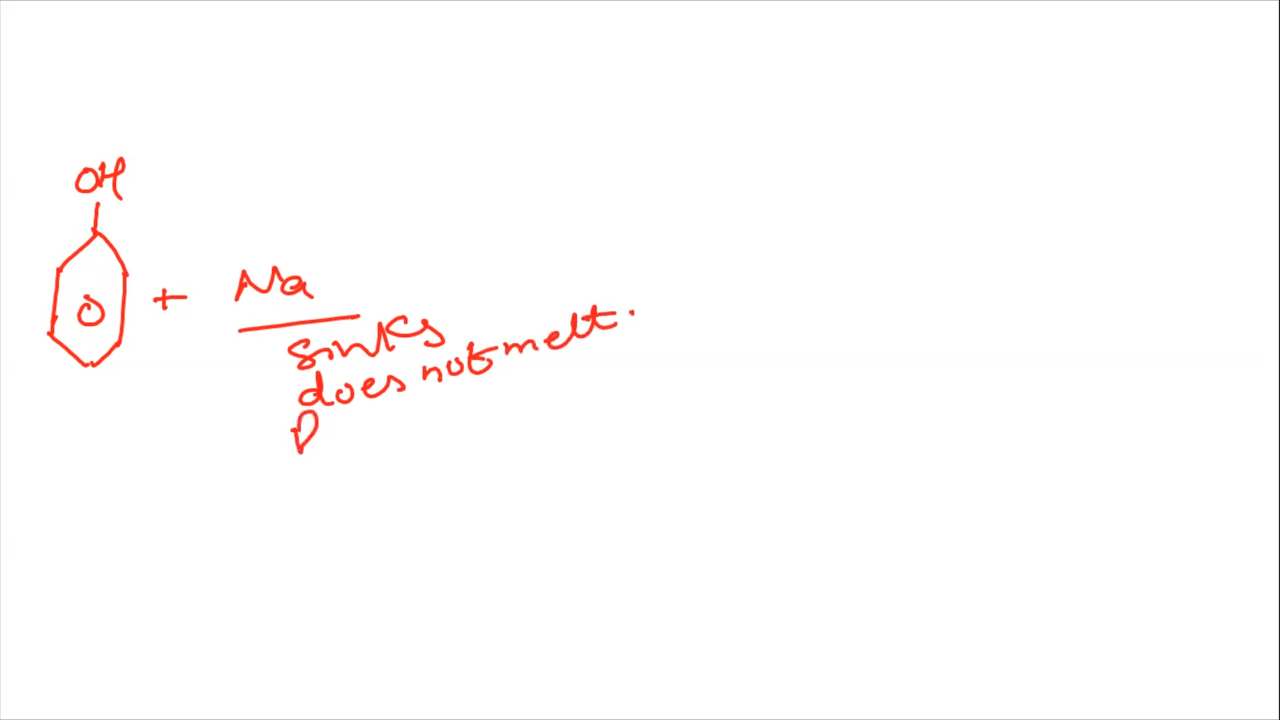 OH
+ Na
sinks
does not melt.
P